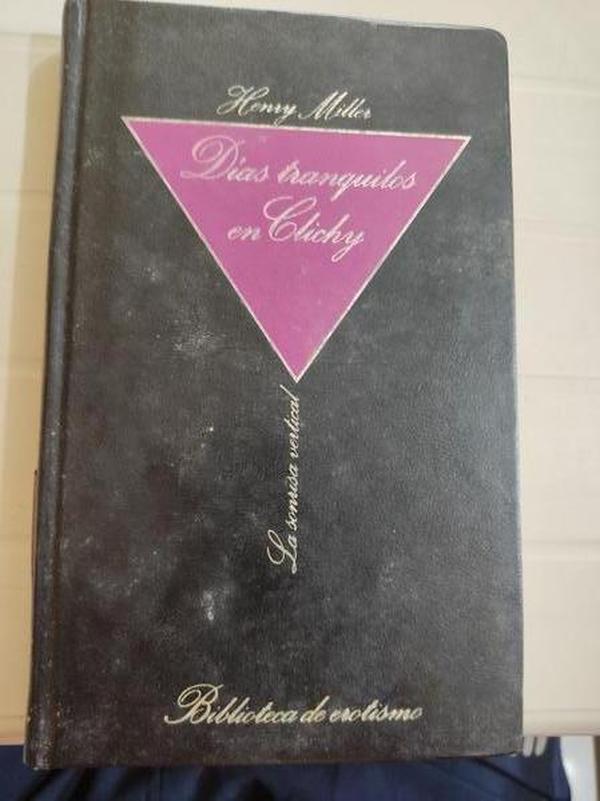 Henry Miller
Días tranquilos
en Clichy
La sonrisa vertical
Biblioteca de erotismo